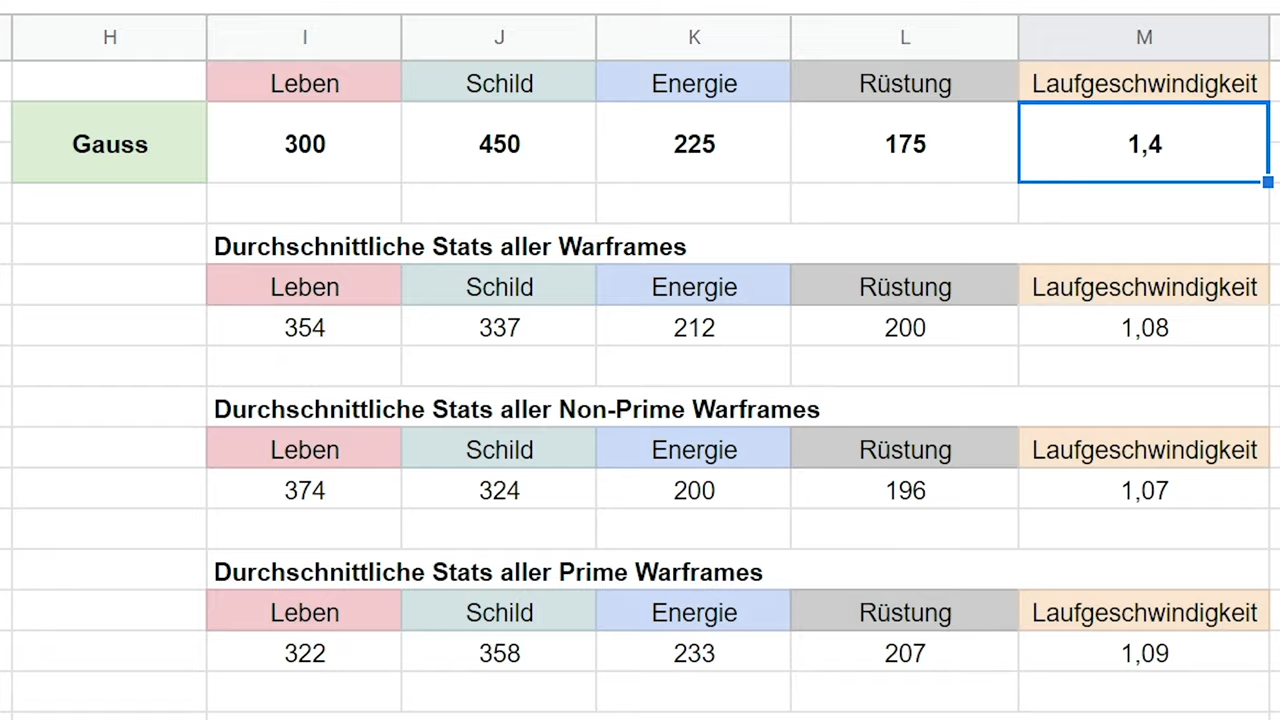 H I J K L M
Leben Schild Energie Rüstung Laufgeschwindigkeit
Gauss 300 450 225 175 1,4
Durchschnittliche Stats aller Warframes
Leben Schild Energie Rüstung Laufgeschwindigkeit
354 337 212 200 1,08
Durchschnittliche Stats aller Non-Prime Warframes
Leben Schild Energie Rüstung Laufgeschwindigkeit
374 324 200 196 1,07
Durchschnittliche Stats aller Prime Warframes
Leben Schild Energie Rüstung Laufgeschwindigkeit
322 358 233 207 1,09